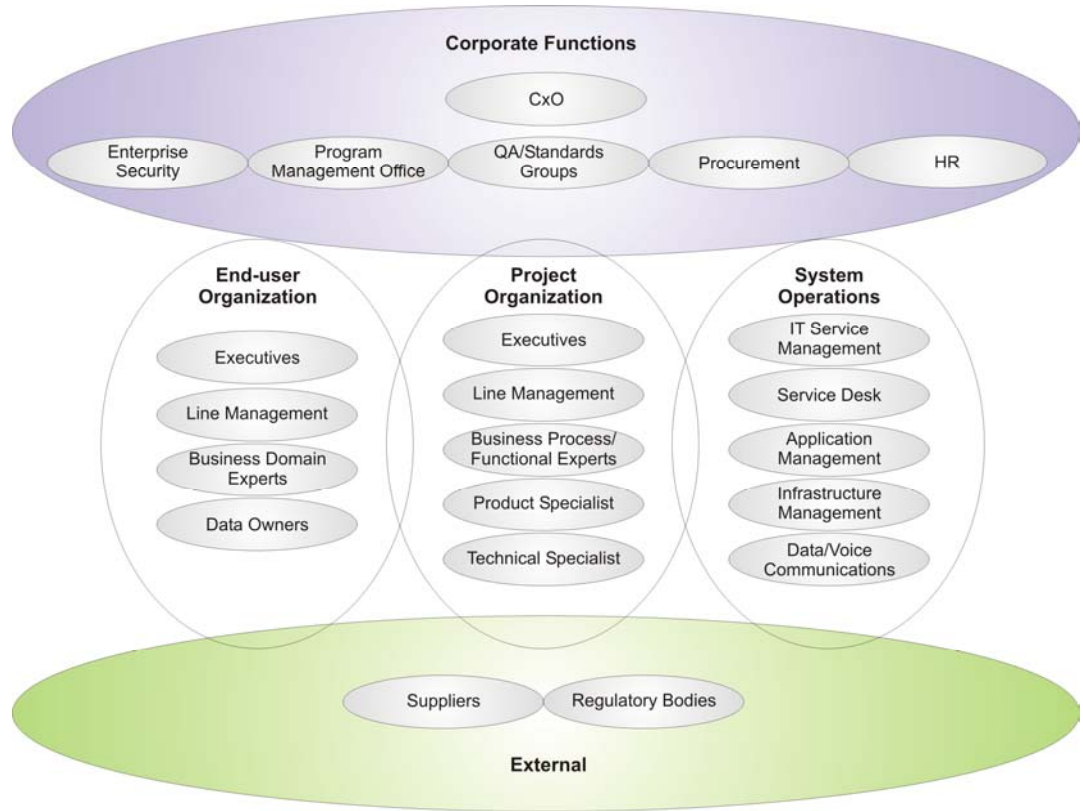 Corporate Functions
CxO
Enterprise
Security
Program
Management Office
QA/Standards
Groups
Procurement
HR
End-user
Organization
Executives
Line Management
Business Domain
Experts
Data Owners
Project
Organization
Executives
Line Management
Business Process/
Functional Experts
Product Specialist
Technical Specialist
System
Operations
IT Service
Management
Service Desk
Application
Management
Infrastructure
Management
Data/Voice
Communications
Suppliers
Regulatory Bodies
External